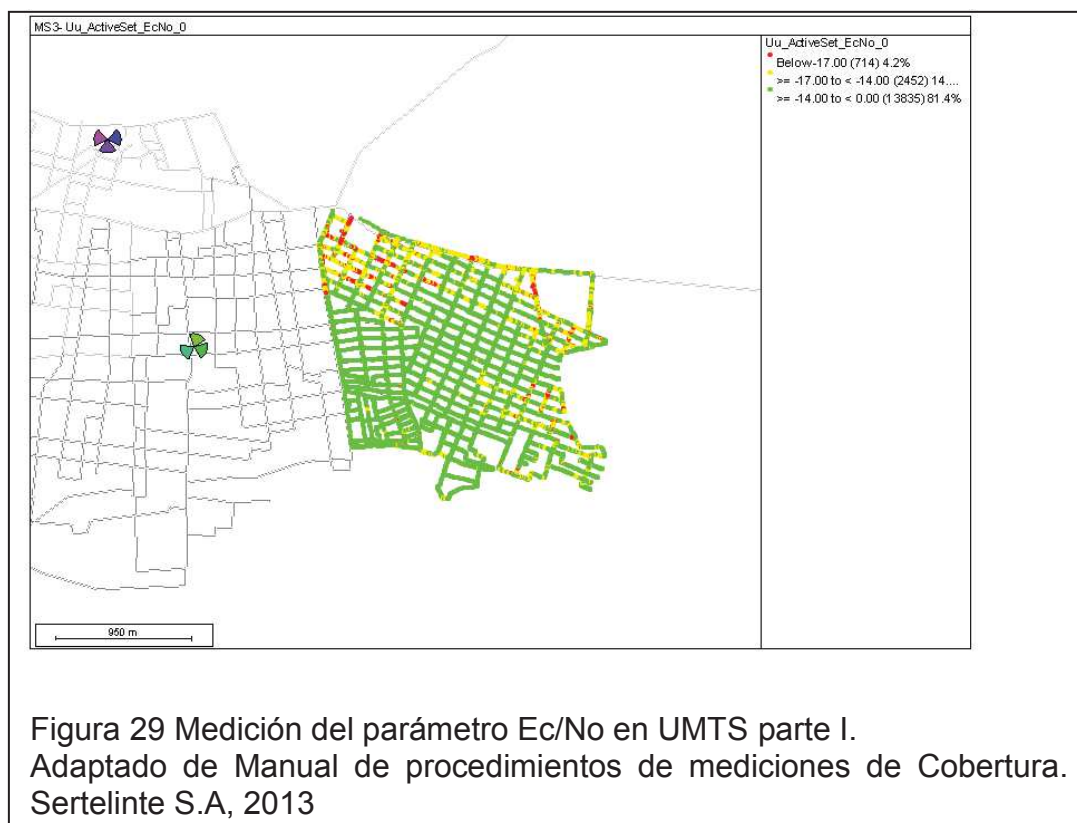 MS3- Uu_ActiveSet_EcNo_0
Uu_ActiveSet_EcNo_0
Below-17.00 (714) 4.2%
>= -17.00 to < -14.00 (2452) 14....
>= -14.00 to < 0.00 (13835) 81.4%
950 m
Figura 29 Medición del parámetro Ec/No en UMTS parte I.
Adaptado de Manual de procedimientos de mediciones de Cobertura.
Sertelinte S.A, 2013